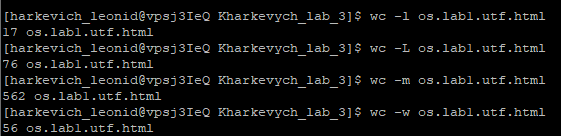 [harkevich_leonid@vpsj3IeQ Kharkevych_lab_3]$ wc -l os.lab1.utf.html
17 os.lab1.utf.html
[harkevich_leonid@vpsj3IeQ Kharkevych_lab_3]$ wc -L os.lab1.utf.html
76 os.lab1.utf.html
[harkevich_leonid@vpsj3IeQ Kharkevych_lab_3]$ wc -m os.lab1.utf.html
562 os.lab1.utf.html
[harkevich_leonid@vpsj3IeQ Kharkevych_lab_3]$ wc -w os.lab1.utf.html
56 os.lab1.utf.html